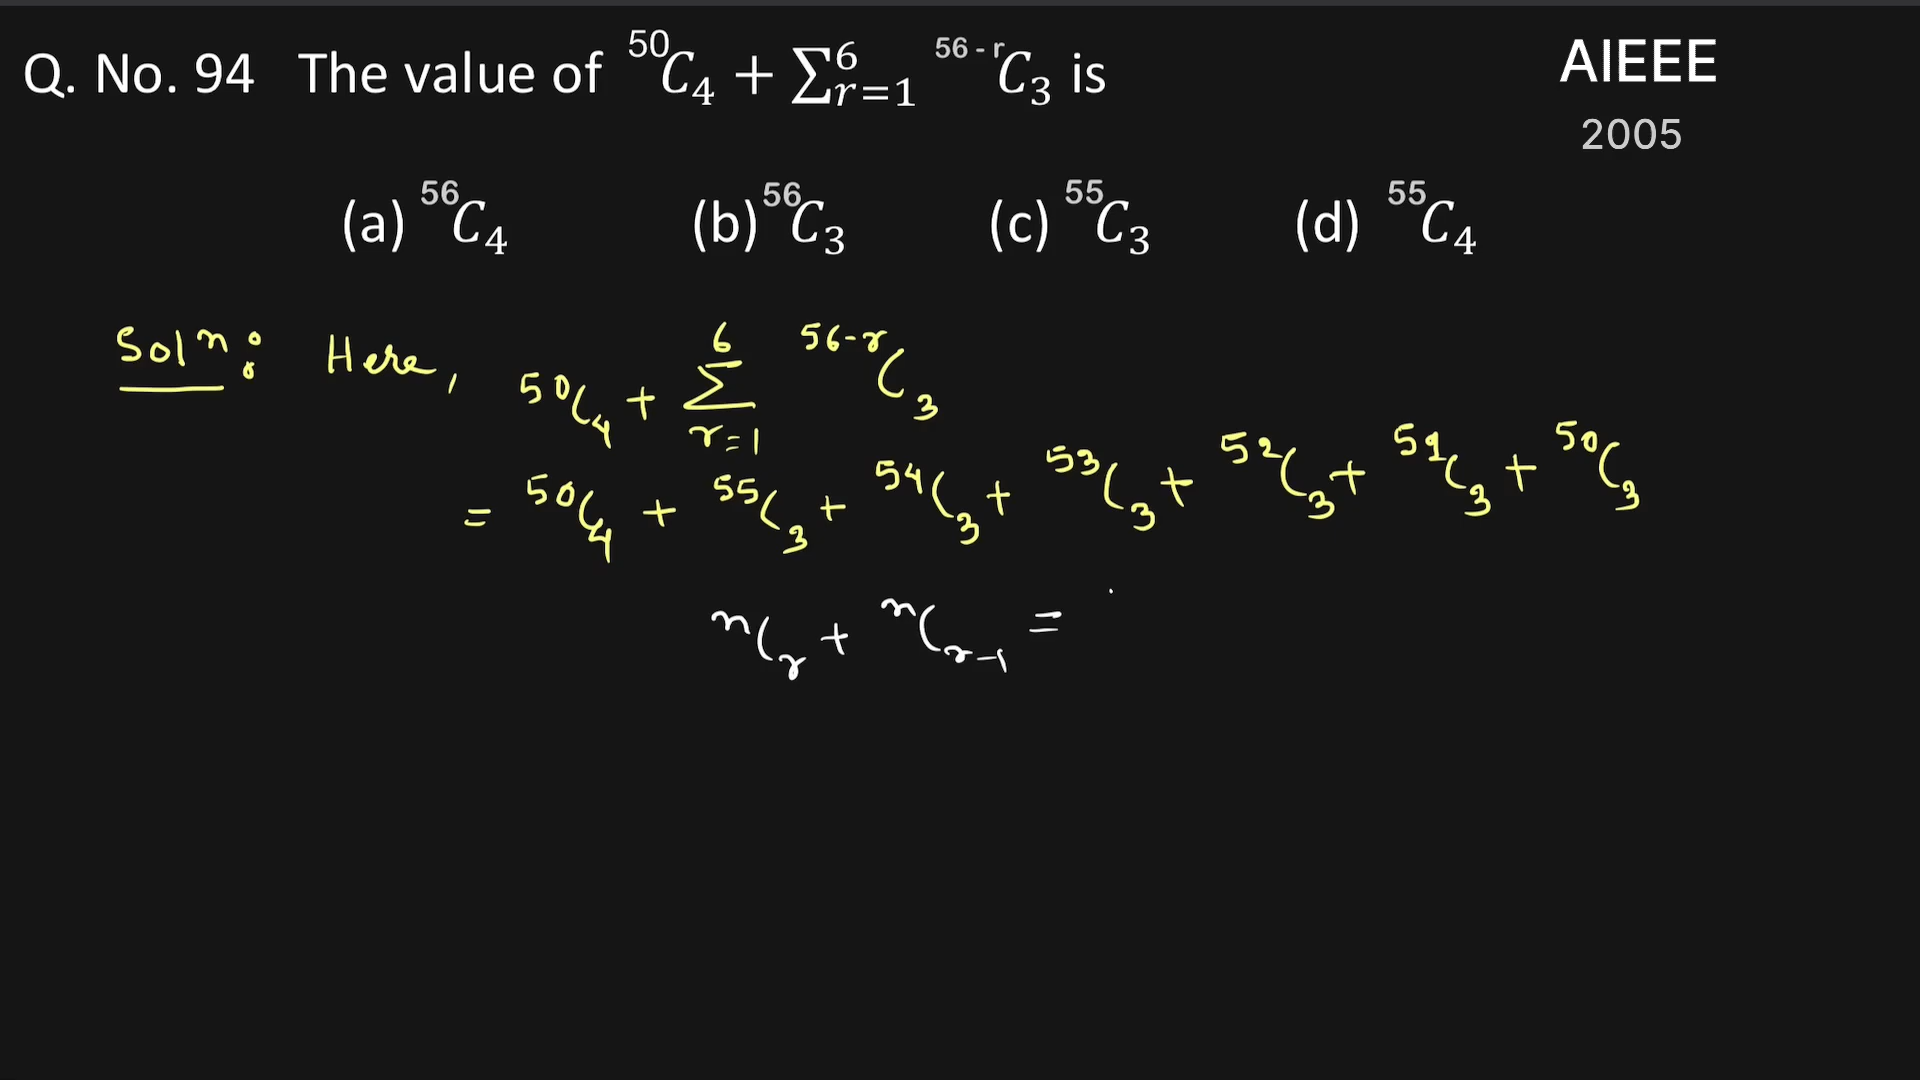 Q. No. 94 The value of ⁵⁰C₄ + ∑⁶ᵣ₌₁ ⁵⁶⁻ʳC₃ is
AIEEE
2005
(a) ⁵⁶C₄ (b) ⁵⁶C₃ (c) ⁵⁵C₃ (d) ⁵⁵C₄
Solⁿ: Here, ⁵⁰C₄ + ∑⁶ᵣ₌₁ ⁵⁶⁻ʳC₃
= ⁵⁰C₄ + ⁵⁵C₃ + ⁵⁴C₃ + ⁵³C₃ + ⁵²C₃ + ⁵¹C₃ + ⁵⁰C₃
ⁿCᵣ + ⁿCᵣ₋₁ =